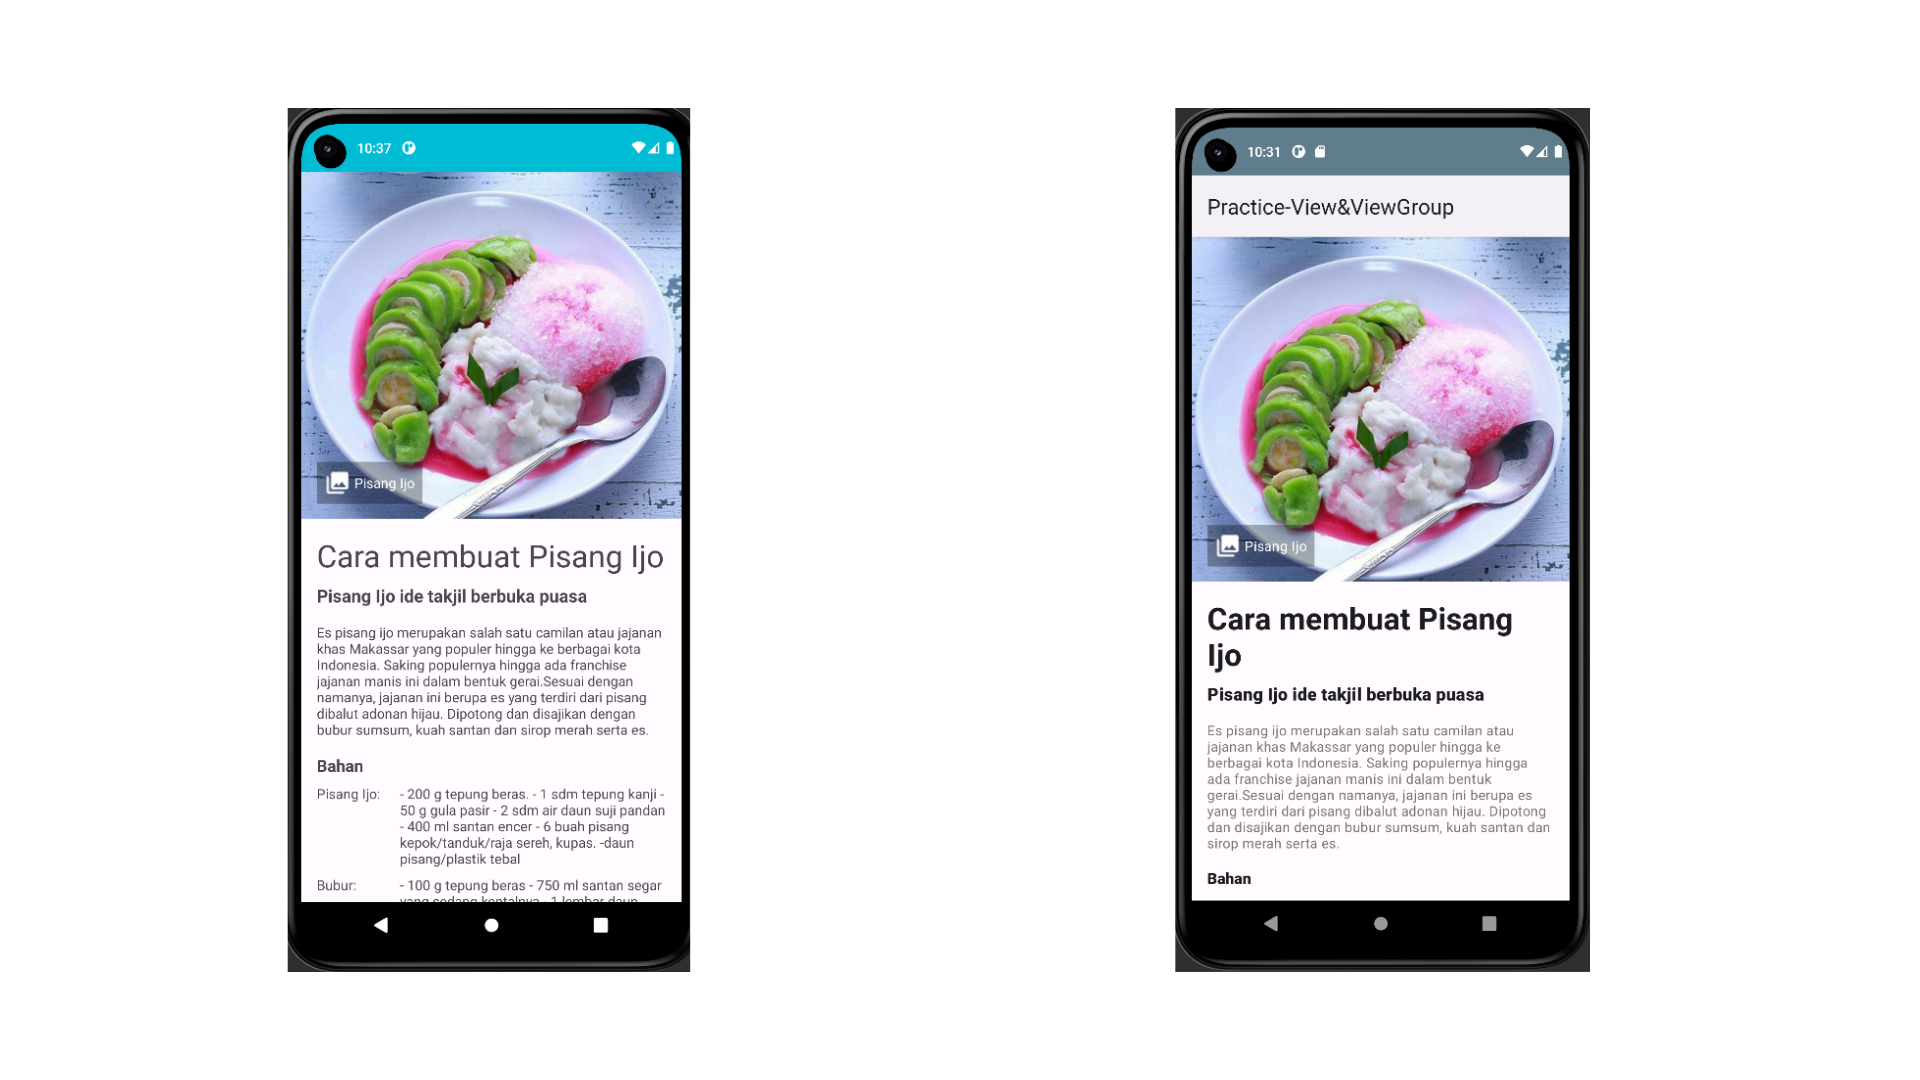 10:37
Pisang Ijo
Cara membuat Pisang Ijo
Pisang Ijo ide takjil berbuka puasa
Es pisang ijo merupakan salah satu camilan atau jajanan
khas Makassar yang populer hingga ke berbagai kota
Indonesia. Saking populernya hingga ada franchise
jajanan manis ini dalam bentuk gerai.Sesuai dengan
namanya, jajanan ini berupa es yang terdiri dari pisang
dibalut adonan hijau. Dipotong dan disajikan dengan
bubur sumsum, kuah santan dan sirop merah serta es.
Bahan
Pisang Ijo: - 200 g tepung beras. - 1 sdm tepung kanji -
50 g gula pasir - 2 sdm air daun suji pandan
- 400 ml santan encer - 6 buah pisang
kepok/tanduk/raja sereh, kupas. -daun
pisang/plastik tebal
Bubur: - 100 g tepung beras - 750 ml santan segar
yang sedang kentalnya - 1 lembar daun
10:31
Practice-View&ViewGroup
Pisang Ijo
Cara membuat Pisang
Ijo
Pisang Ijo ide takjil berbuka puasa
Es pisang ijo merupakan salah satu camilan atau
jajanan khas Makassar yang populer hingga ke
berbagai kota Indonesia. Saking populernya hingga
ada franchise jajanan manis ini dalam bentuk
gerai.Sesuai dengan namanya, jajanan ini berupa es
yang terdiri dari pisang dibalut adonan hijau. Dipotong
dan disajikan dengan bubur sumsum, kuah santan dan
sirop merah serta es.
Bahan